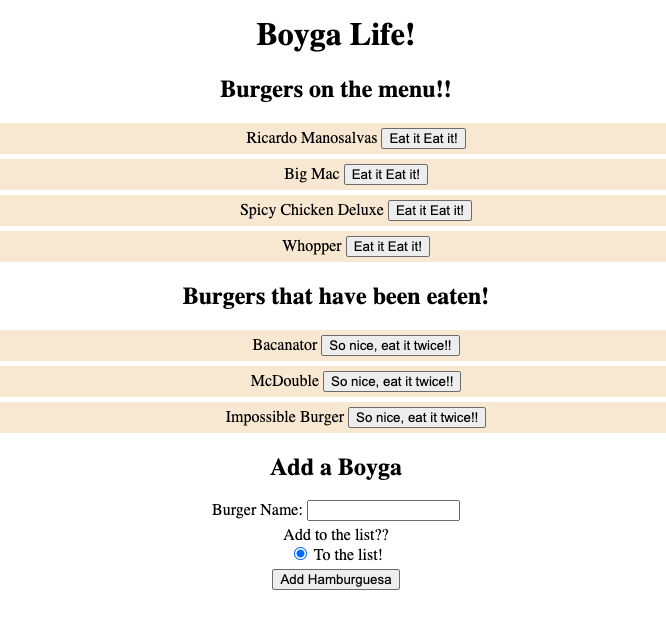 Boyga Life!
Burgers on the menu!!
Ricardo Manosalvas Eat it Eat it!
Big Mac Eat it Eat it!
Spicy Chicken Deluxe Eat it Eat it!
Whopper Eat it Eat it!
Burgers that have been eaten!
Bacanator So nice, eat it twice!!
McDouble So nice, eat it twice!!
Impossible Burger So nice, eat it twice!!
Add a Boyga
Burger Name:
Add to the list??
To the list!
Add Hamburguesa